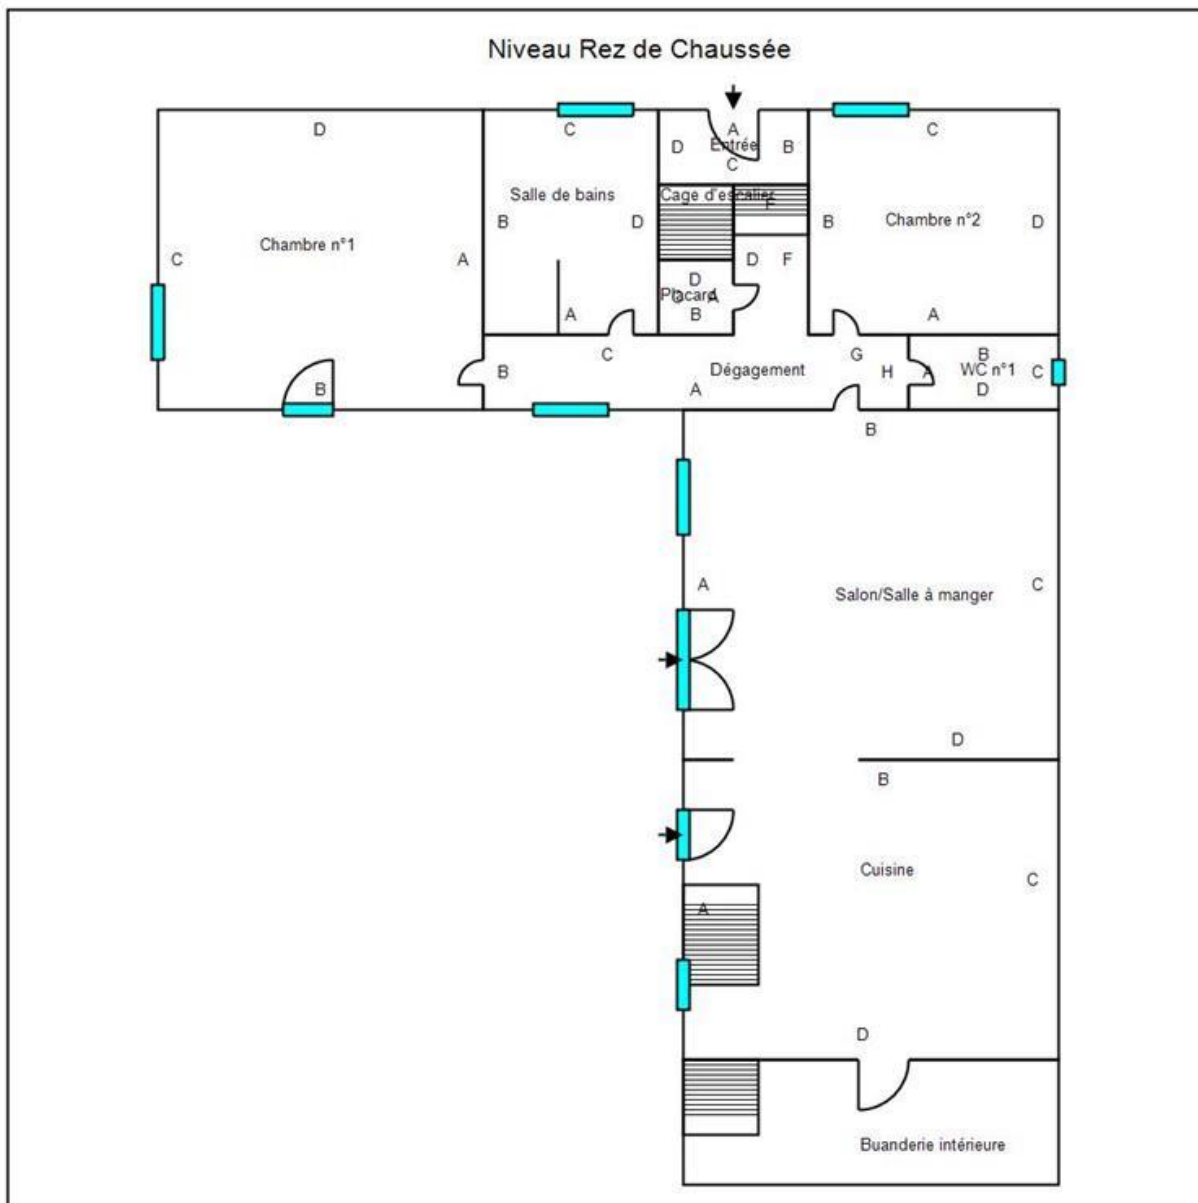 Niveau Rez de Chaussée
D
C
A
C
D
Entrée
B
C
Salle de bains
Cage d'escalier
F
B
D
B
Chambre n°2
D
Chambre n°1
C
A
D
F
D
Placard
C
A
B
A
A
C
B
Dégagement
A
G
H
B
A
WC n°1
C
D
B
A
Salon/Salle à manger
C
D
B
Cuisine
C
A
D
Buanderie intérieure
B